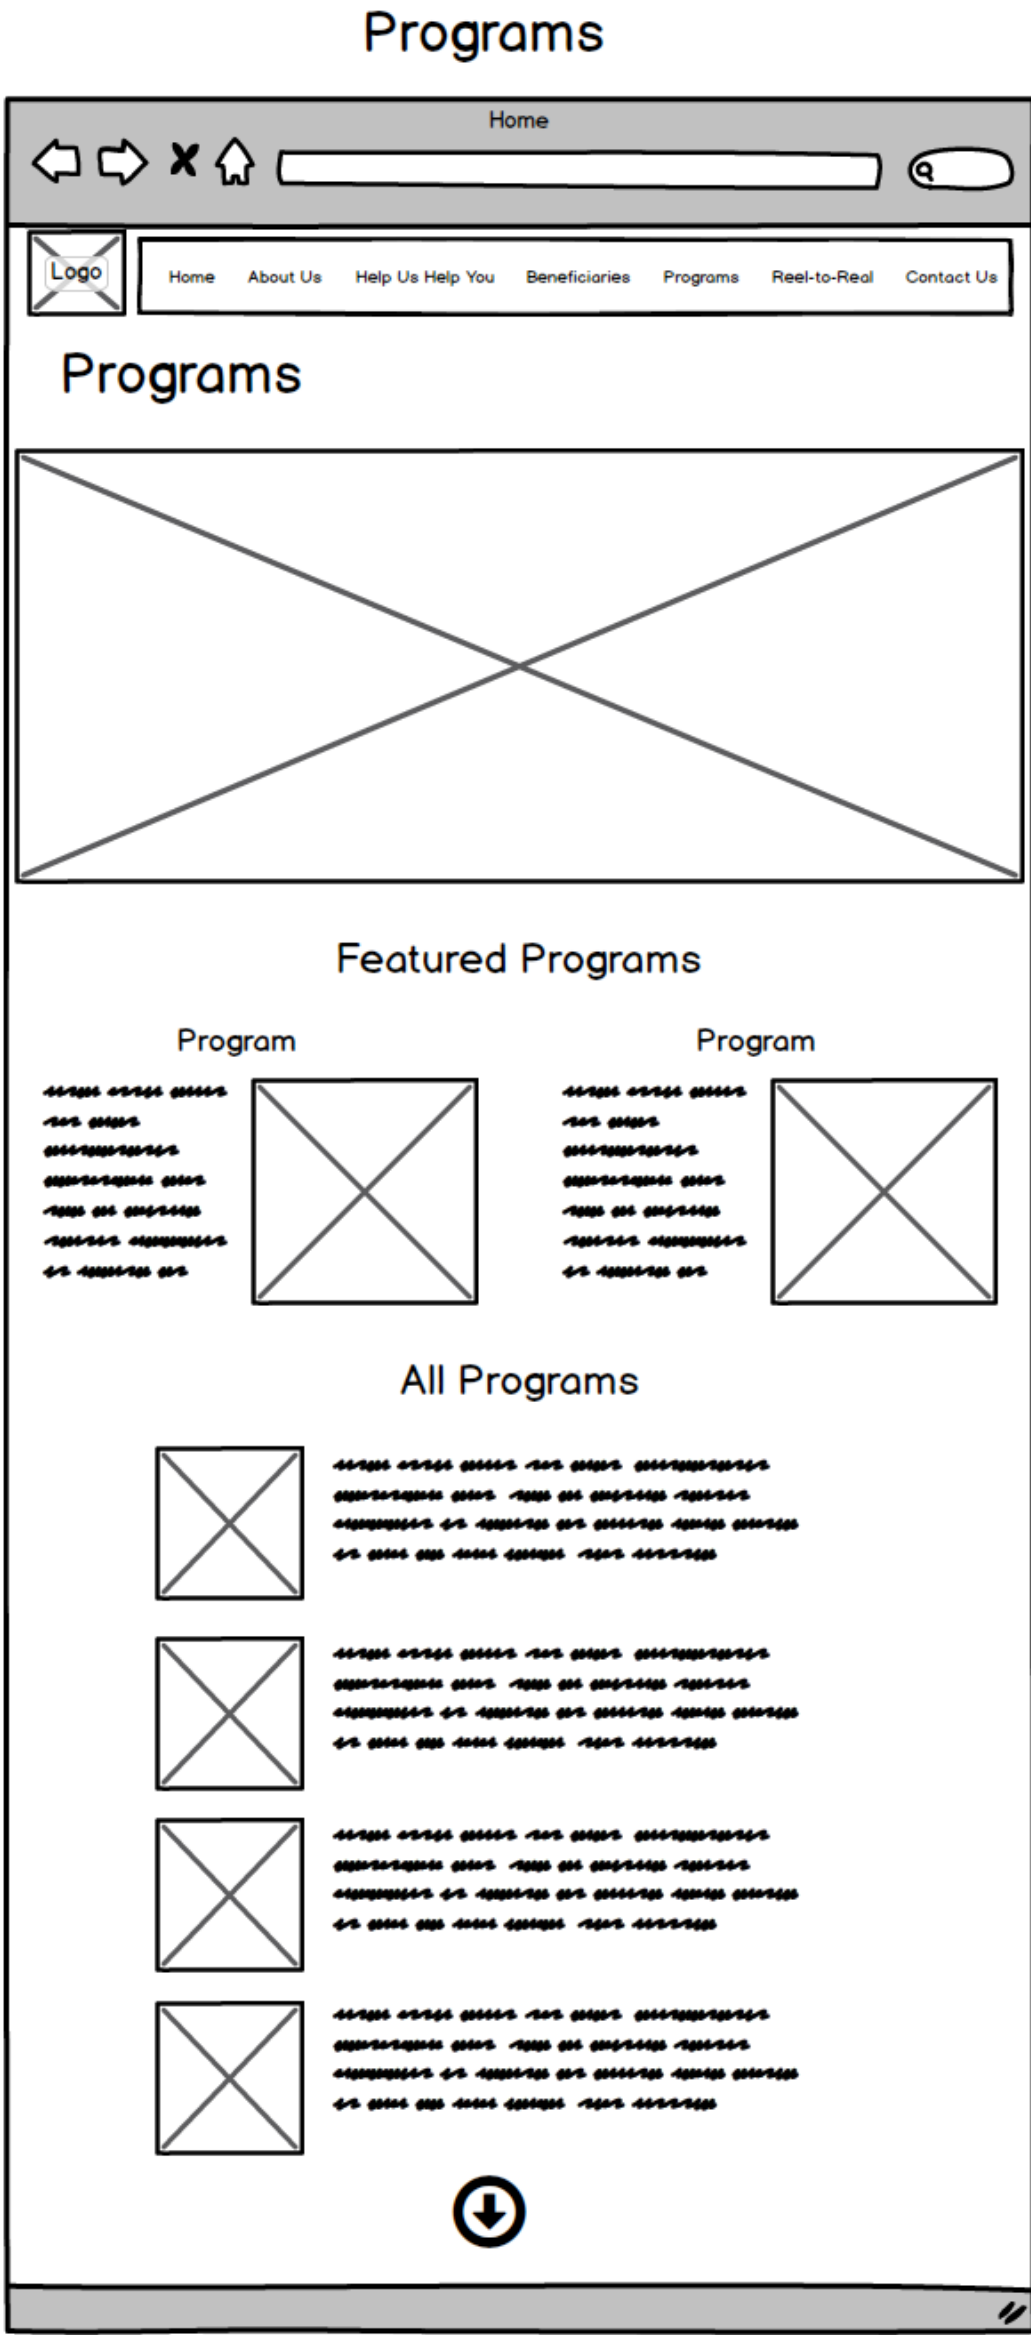 Programs
Home
Logo
Home About Us Help Us Help You Beneficiaries Programs Reel-to-Real Contact Us
Programs
Featured Programs
Program Program
All Programs